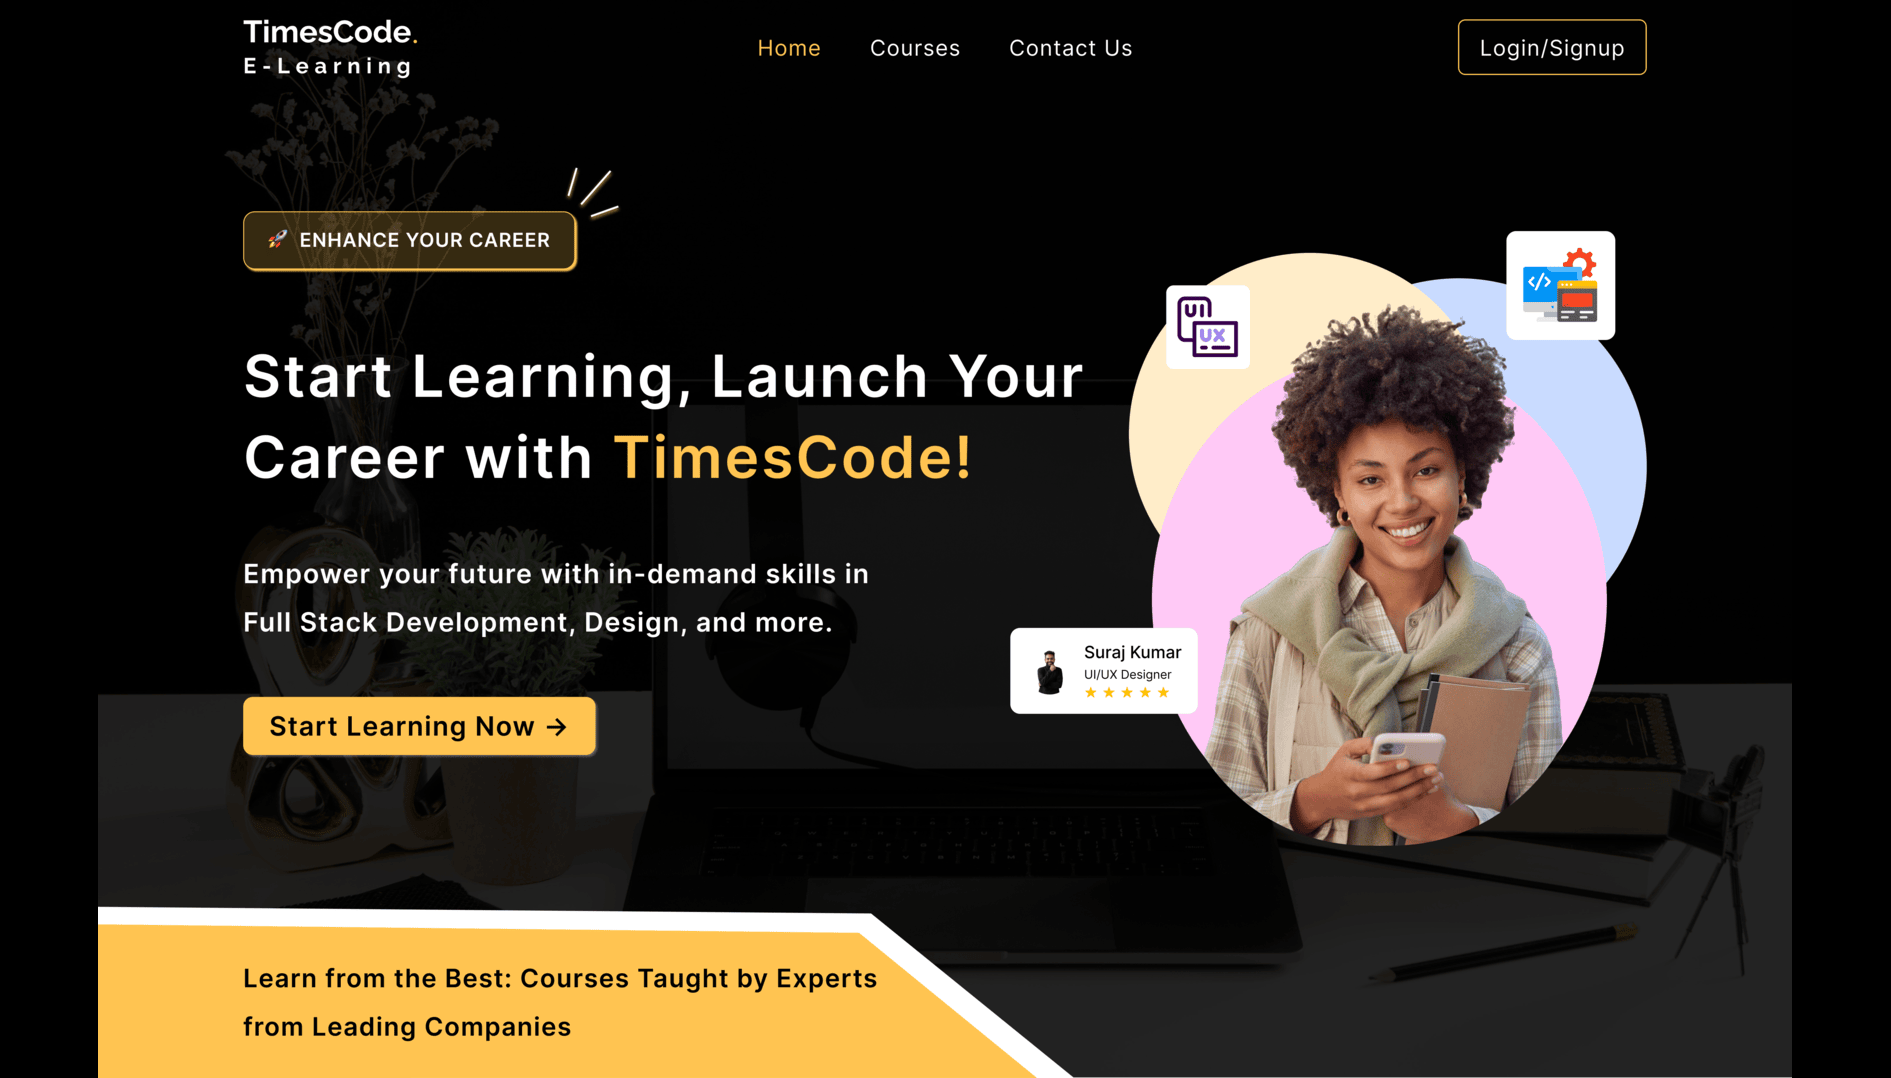 TimesCode.
E-Learning
Home
Courses
Contact Us
Login/Signup
🚀 ENHANCE YOUR CAREER
Start Learning, Launch Your
Career with TimesCode!
UI
UX
</>
Empower your future with in-demand skills in
Full Stack Development, Design, and more.
Suraj Kumar
UI/UX Designer
★★★★★
Start Learning Now →
Learn from the Best: Courses Taught by Experts
from Leading Companies